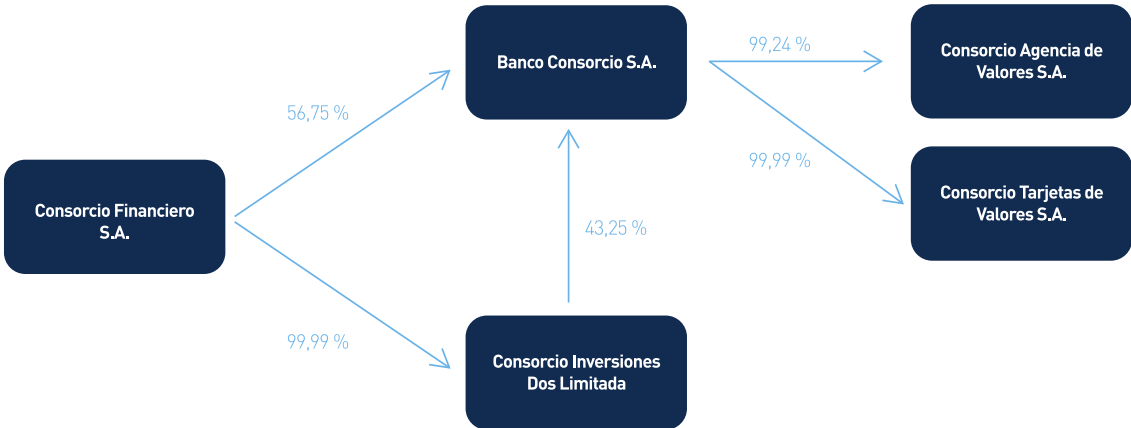 Banco Consorcio S.A.
99,24 %
Consorcio Agencia de
Valores S.A.
56,75 %
99,99 %
Consorcio Tarjetas de
Valores S.A.
Consorcio Financiero
S.A.
43,25 %
99,99 %
Consorcio Inversiones
Dos Limitada